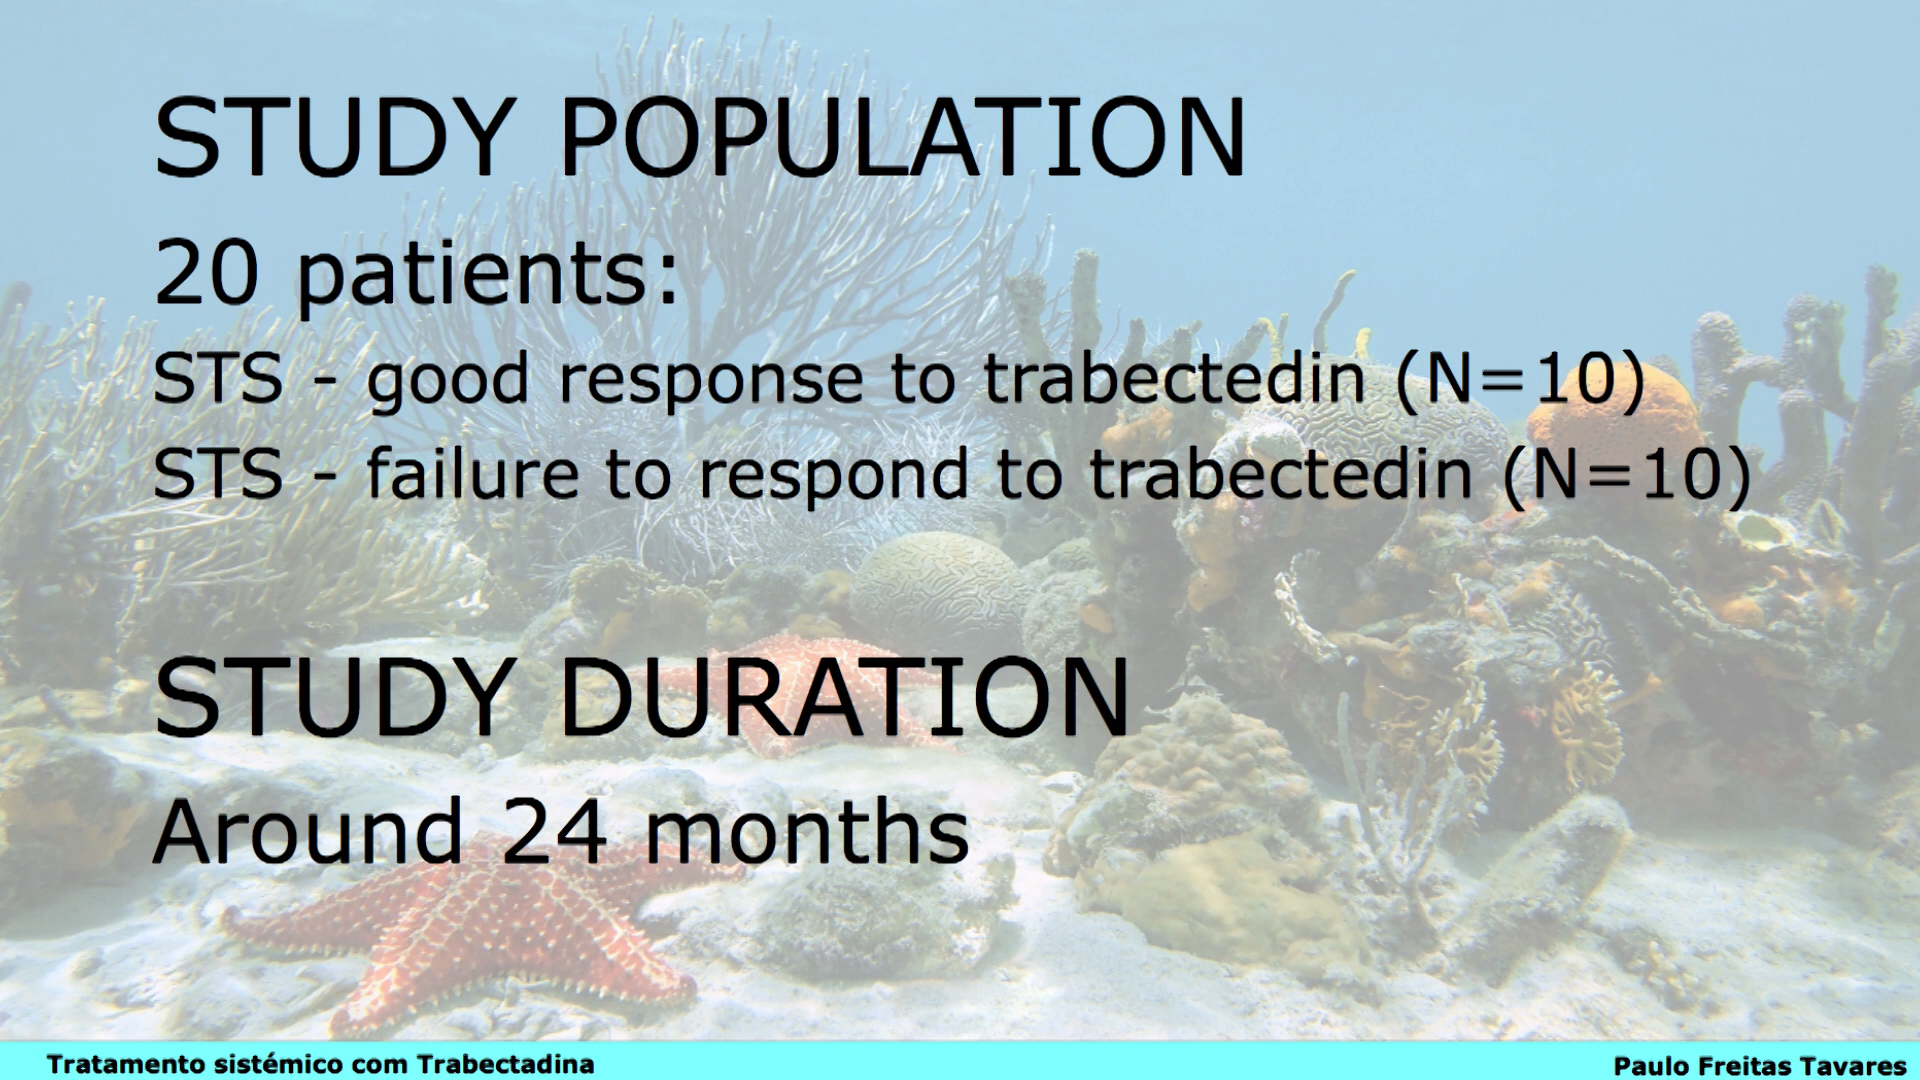 STUDY POPULATION
20 patients:
STS - good response to trabectedin (N=10)
STS - failure to respond to trabectedin (N=10)
STUDY DURATION
Around 24 months
Tratamento sistémico com Trabectadina
Paulo Freitas Tavares